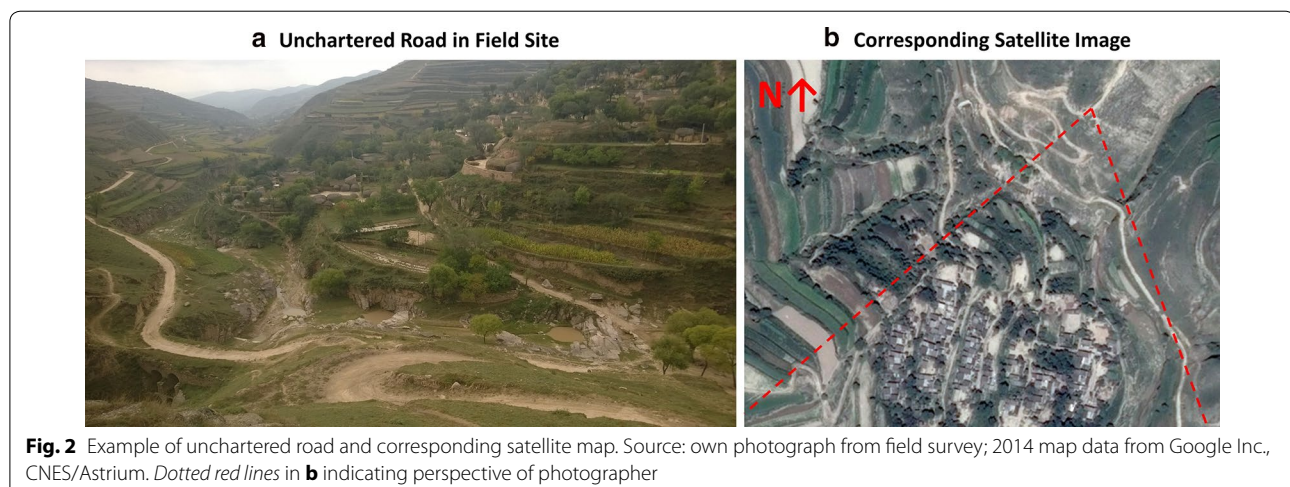 a Unchartered Road in Field Site
b Corresponding Satellite Image
N
Fig. 2 Example of unchartered road and corresponding satellite map. Source: own photograph from field survey; 2014 map data from Google Inc.,
CNES/Astrium. Dotted red lines in b indicating perspective of photographer